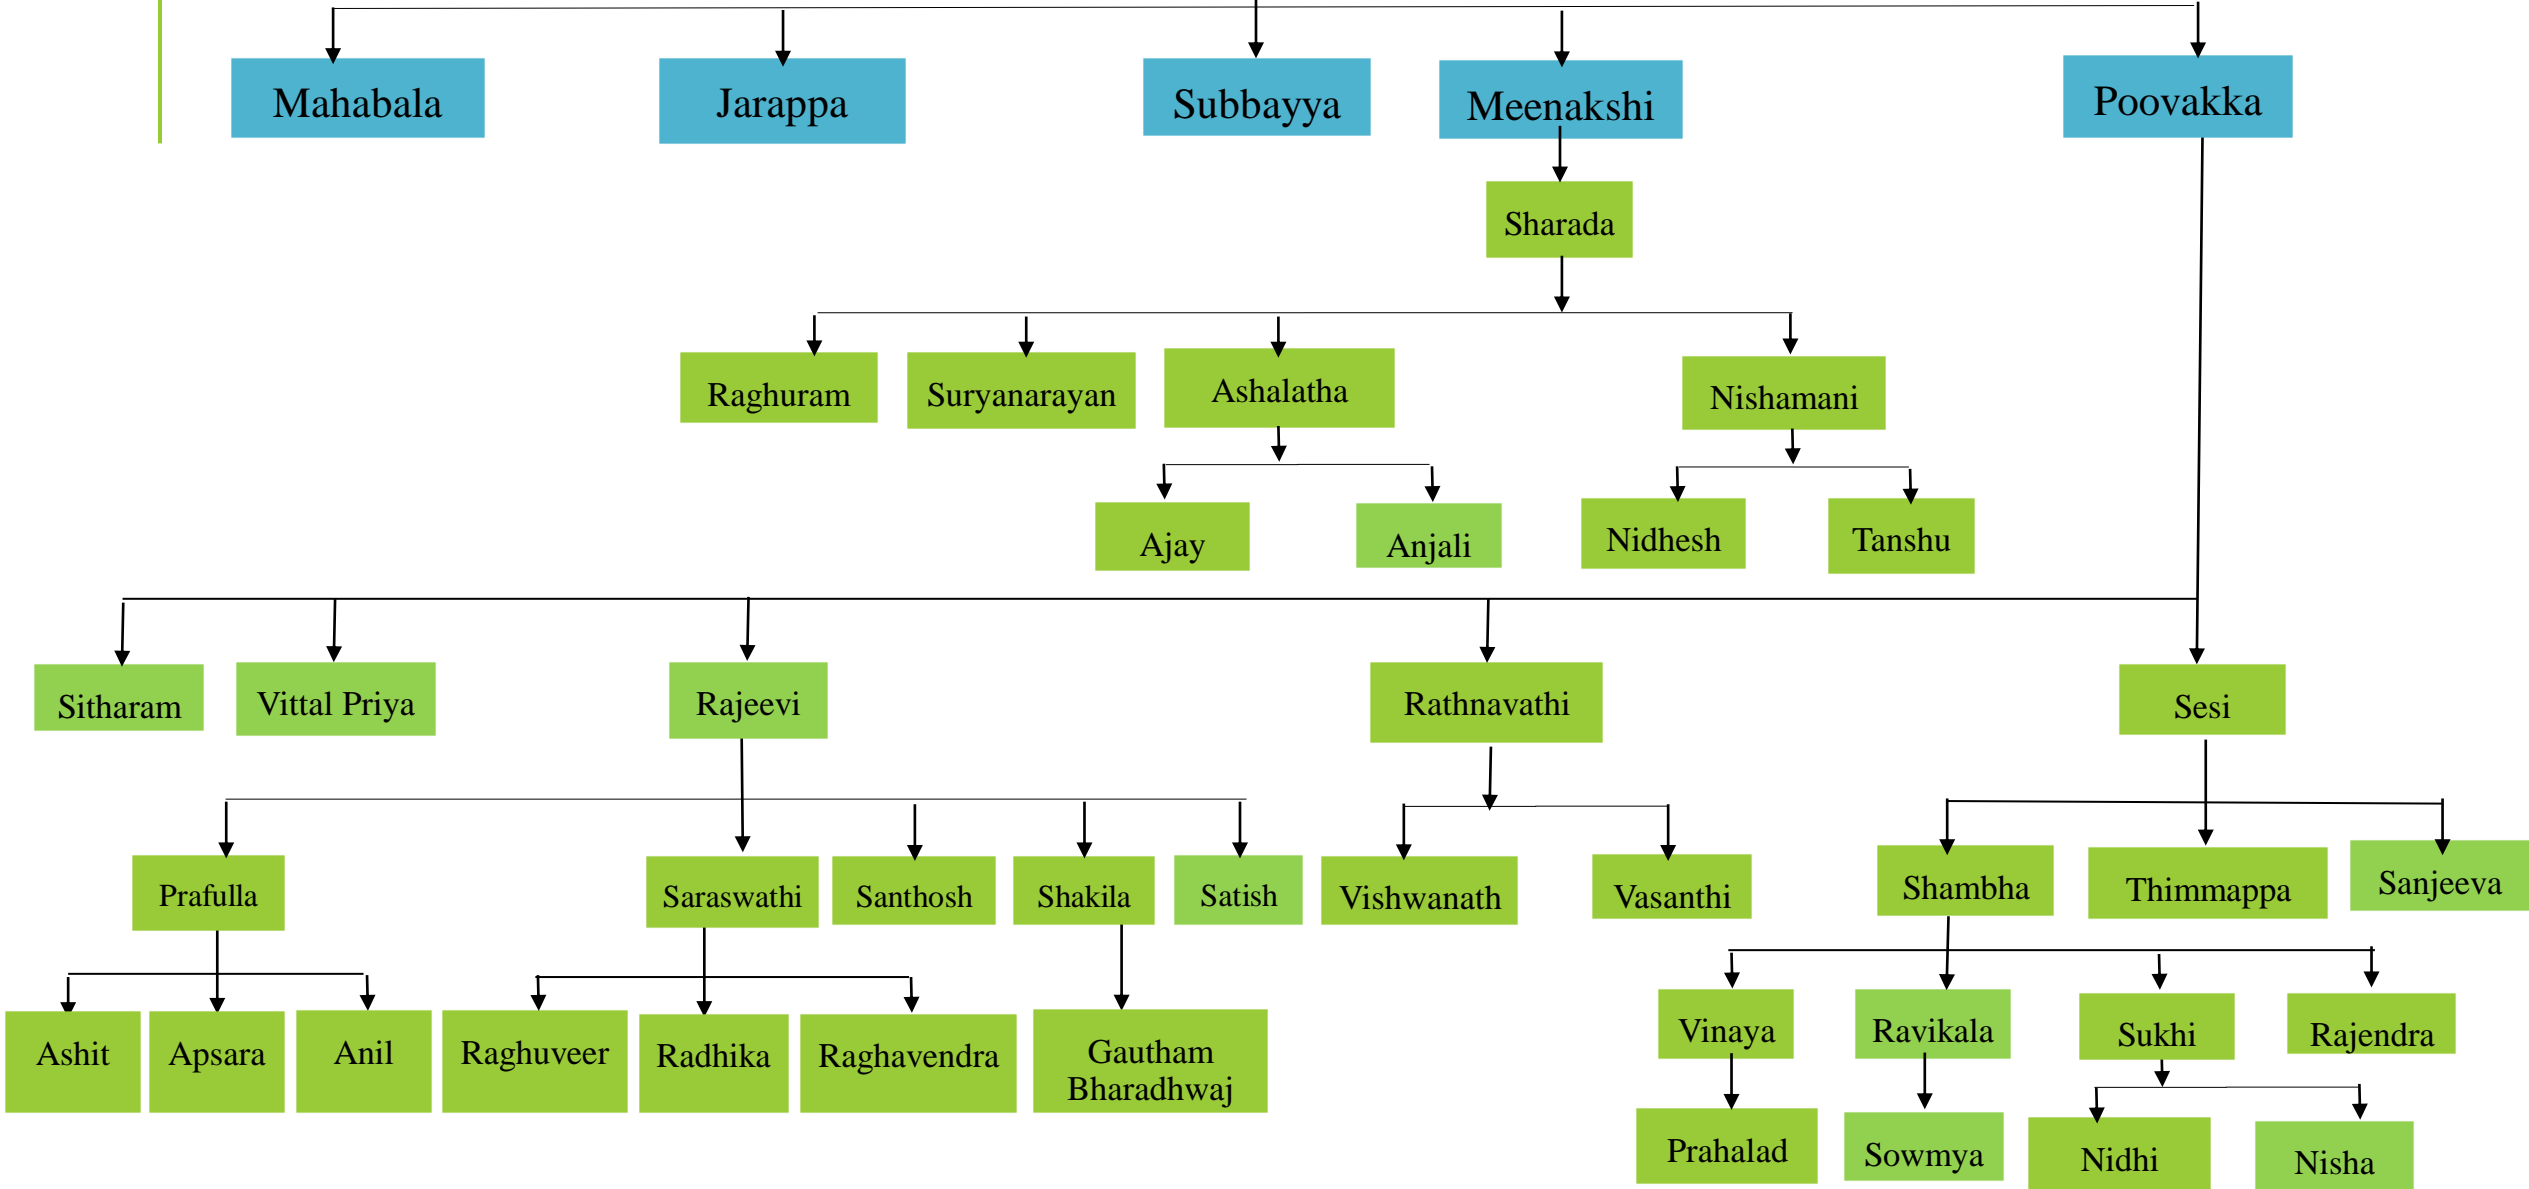 Mahabala
Jarappa
Subbayya
Meenakshi
Poovakka
Sharada
Raghuram
Suryanarayan
Ashalatha
Nishamani
Ajay
Anjali
Nidhesh
Tanshu
Sitharam
Vittal Priya
Rajeevi
Rathnavathi
Sesi
Prafulla
Saraswathi
Santhosh
Shakila
Satish
Vishwanath
Vasanthi
Shambha
Thimmappa
Sanjeeva
Ashit
Apsara
Anil
Raghuveer
Radhika
Raghavendra
Gautham
Bharadhwaj
Vinaya
Ravikala
Sukhi
Rajendra
Prahalad
Sowmya
Nidhi
Nisha